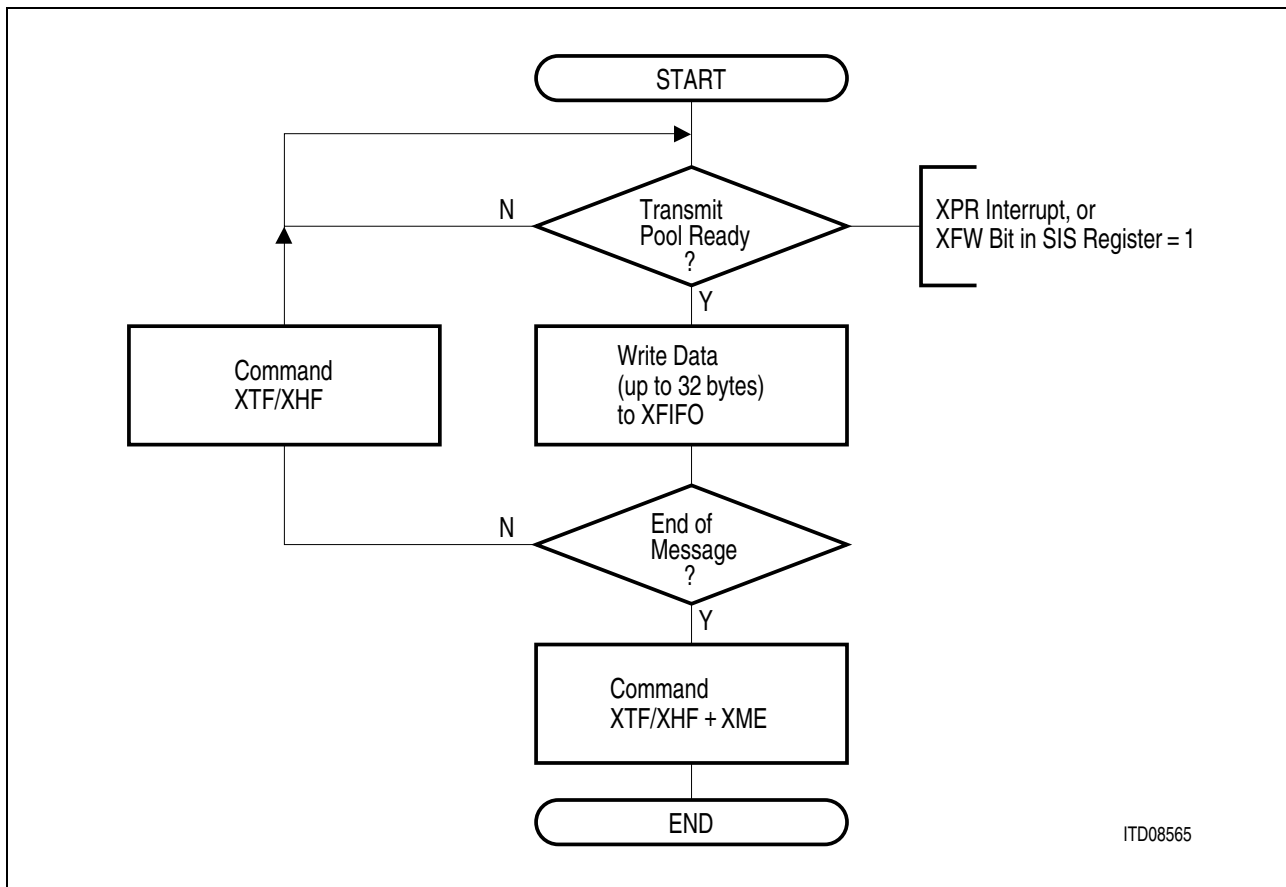 START
N
Transmit
Pool Ready
?
XPR Interrupt, or
XFW Bit in SIS Register = 1
Y
Command
XTF/XHF
Write Data
(up to 32 bytes)
to XFIFO
N
End of
Message
?
Y
Command
XTF/XHF + XME
END
ITD08565